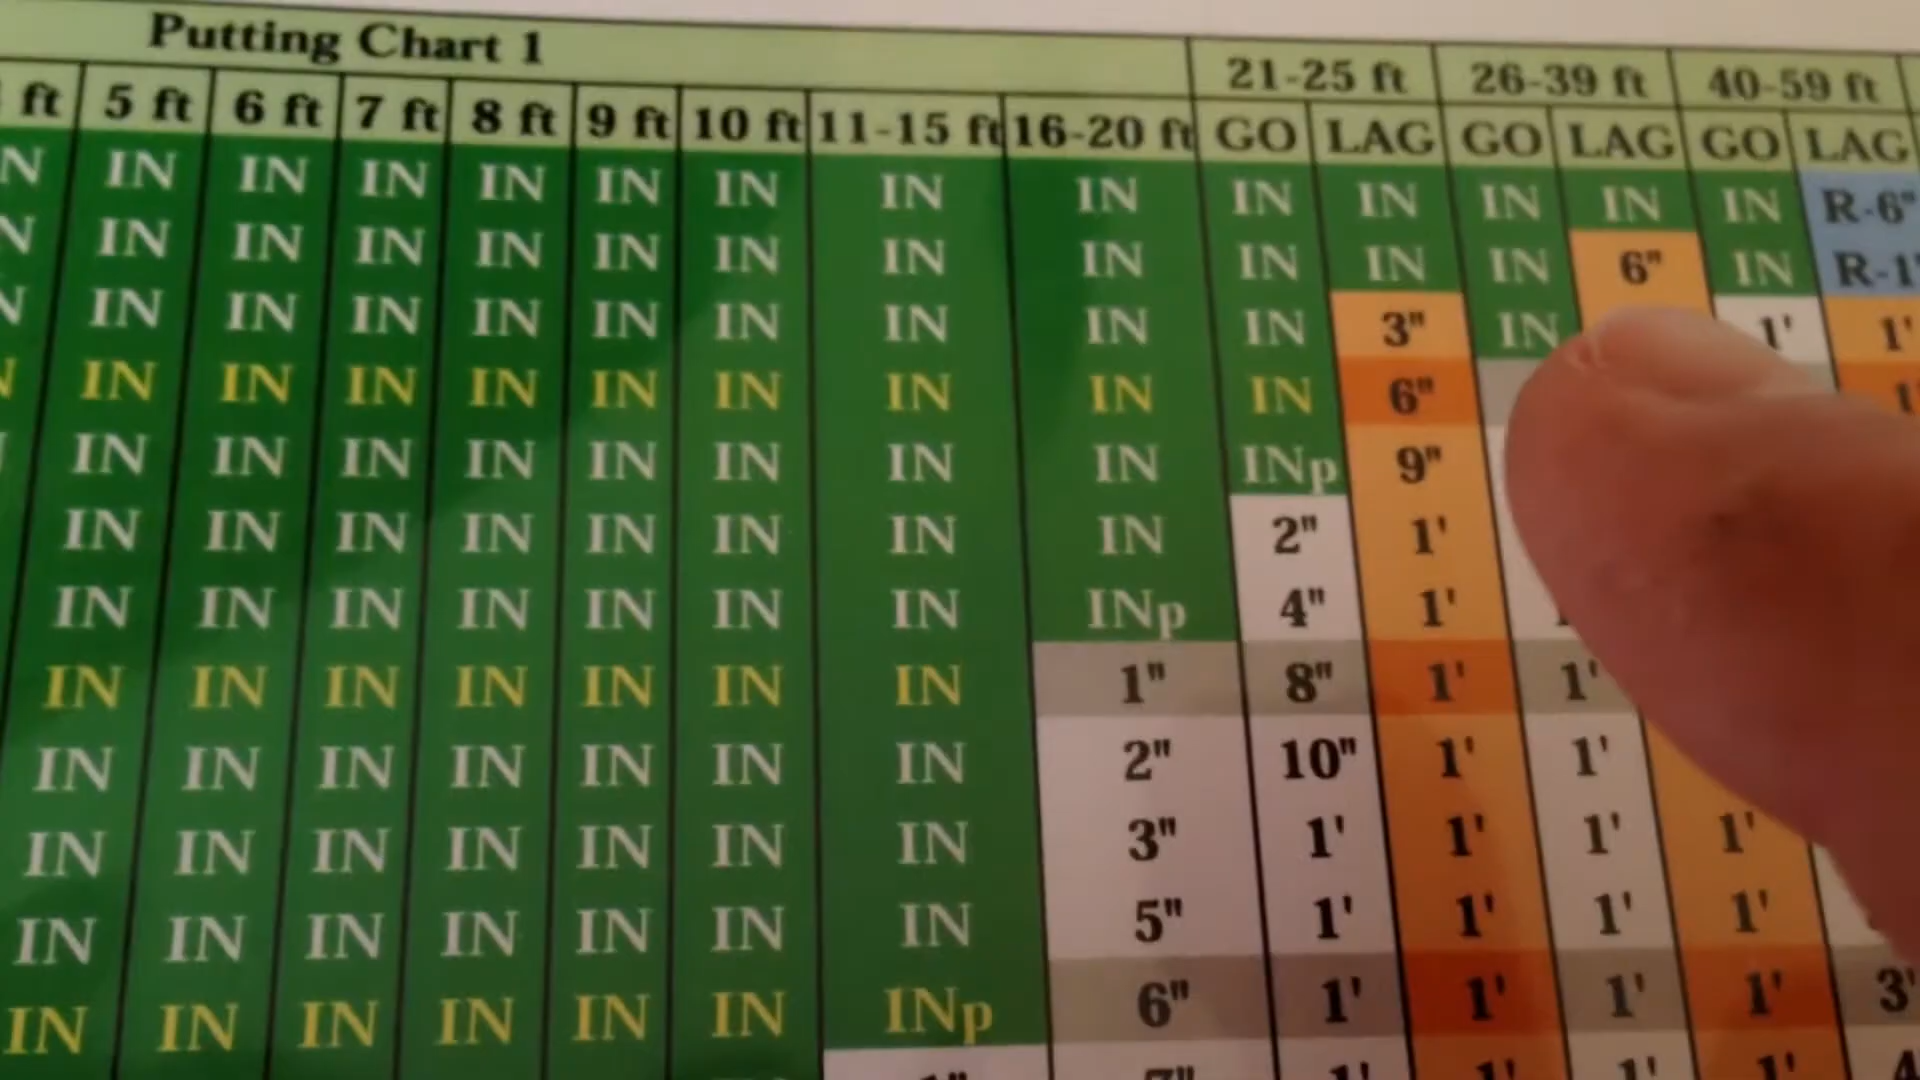 Putting Chart 1 21-25 ft 26-39 ft 40-59 ft
ft 5 ft 6 ft 7 ft 8 ft 9 ft 10 ft 11-15 ft 16-20 ft GO LAG GO LAG GO LAG
IN IN IN IN IN IN IN IN IN IN IN IN IN IN R-6"
IN IN IN IN IN IN IN IN IN IN IN 6" IN R-1'
IN IN IN IN IN IN IN IN IN 3" IN 1' 1'
IN IN IN IN IN IN IN IN IN 6"
IN IN IN IN IN IN IN IN INp 9"
IN IN IN IN IN IN IN IN 2" 1'
IN IN IN IN IN IN IN INp 4" 1'
IN IN IN IN IN IN IN 1" 8" 1' 1'
IN IN IN IN IN IN IN 2" 10" 1' 1'
IN IN IN IN IN IN IN 3" 1' 1' 1' 1'
IN IN IN IN IN IN IN 5" 1' 1' 1' 1'
IN IN IN IN IN IN INp 6" 1' 1' 1' 1' 3'